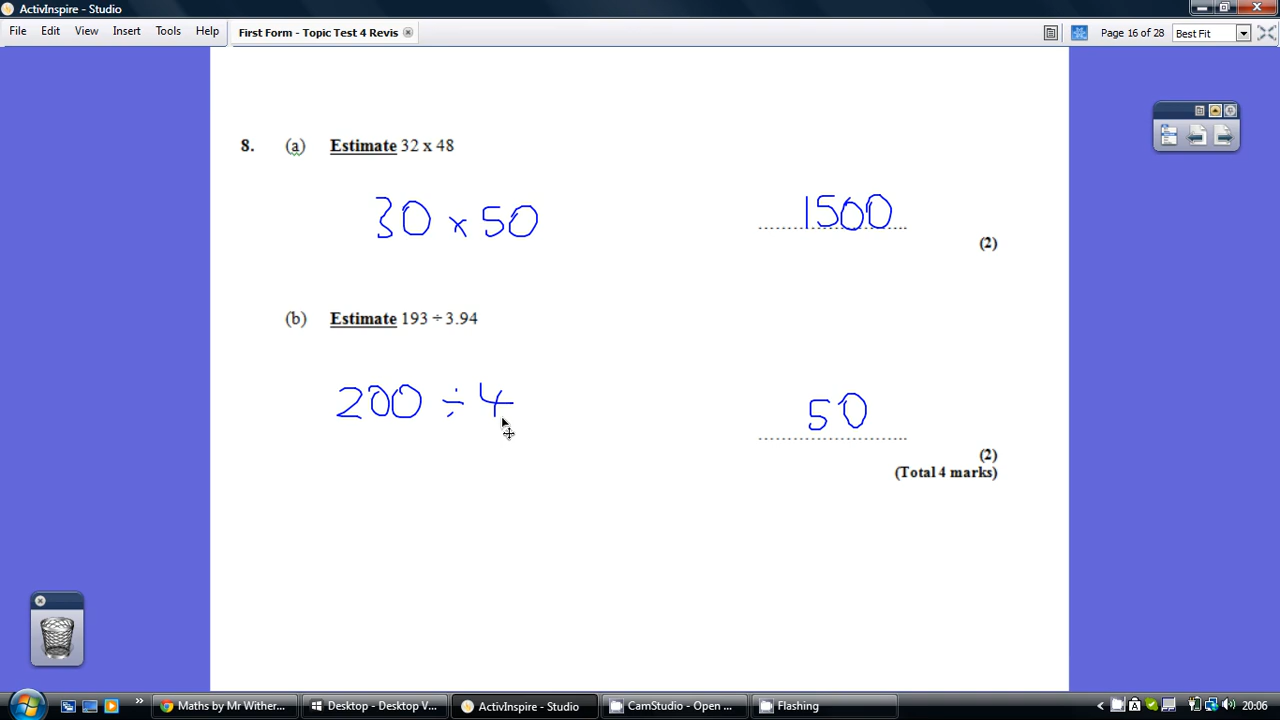 ActivInspire - Studio
File Edit View Insert Tools Help
First Form - Topic Test 4 Revis
Page 16 of 28
Best Fit
8. (a) Estimate 32 x 48
30 x 50
1500
(2)
(b) Estimate 193 ÷ 3.94
200 ÷ 4
50
(2)
(Total 4 marks)
Maths by Mr Wither... Desktop - Desktop V... ActivInspire - Studio CamStudio - Open ... Flashing 20:06